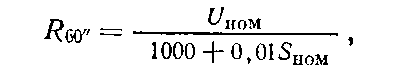 R60″ = Uном / (1000 + 0,01Sном) ,